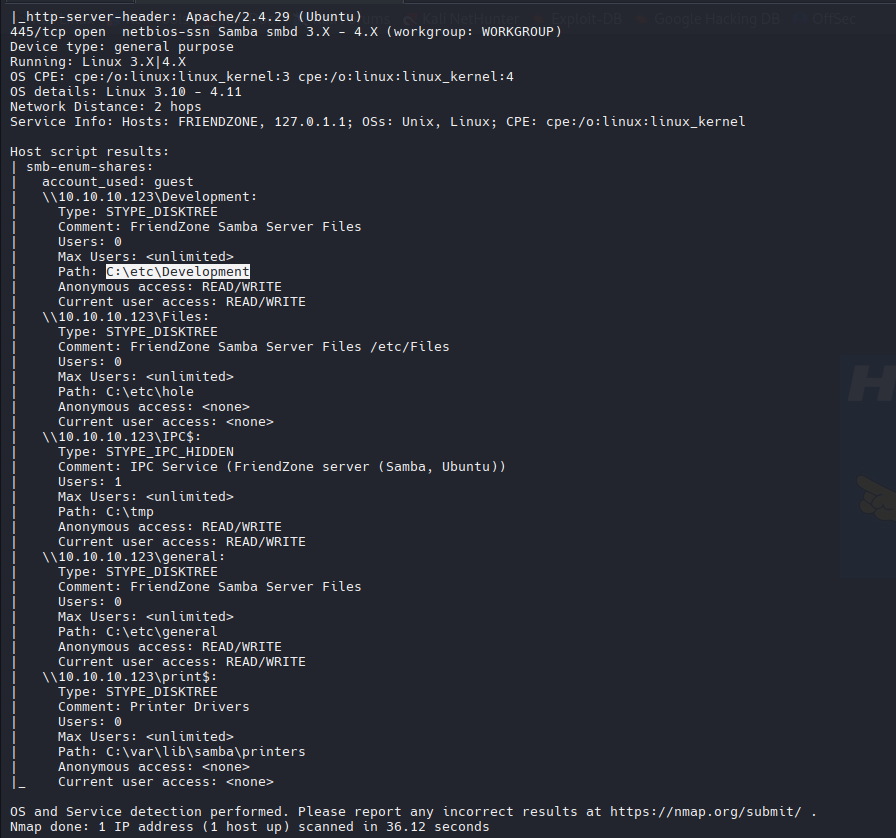 |_http-server-header: Apache/2.4.29 (Ubuntu)
Kali NetHunter Exploit-DB Google Hacking DB OffSec
445/tcp open  netbios-ssn Samba smbd 3.X - 4.X (workgroup: WORKGROUP)
Device type: general purpose
Running: Linux 3.X|4.X
OS CPE: cpe:/o:linux:linux_kernel:3 cpe:/o:linux:linux_kernel:4
OS details: Linux 3.10 - 4.11
Network Distance: 2 hops
Service Info: Hosts: FRIENDZONE, 127.0.1.1; OSs: Unix, Linux; CPE: cpe:/o:linux:linux_kernel

Host script results:
| smb-enum-shares:
|   account_used: guest
|   \\10.10.10.123\Development:
|     Type: STYPE_DISKTREE
|     Comment: FriendZone Samba Server Files
|     Users: 0
|     Max Users: <unlimited>
|     Path: C:\etc\Development
|     Anonymous access: READ/WRITE
|     Current user access: READ/WRITE
|   \\10.10.10.123\Files:
|     Type: STYPE_DISKTREE
|     Comment: FriendZone Samba Server Files /etc/Files
|     Users: 0
|     Max Users: <unlimited>
|     Path: C:\etc\hole
|     Anonymous access: <none>
|     Current user access: <none>
|   \\10.10.10.123\IPC$:
|     Type: STYPE_IPC_HIDDEN
|     Comment: IPC Service (FriendZone server (Samba, Ubuntu))
|     Users: 1
|     Max Users: <unlimited>
|     Path: C:\tmp
|     Anonymous access: READ/WRITE
|     Current user access: READ/WRITE
|   \\10.10.10.123\general:
|     Type: STYPE_DISKTREE
|     Comment: FriendZone Samba Server Files
|     Users: 0
|     Max Users: <unlimited>
|     Path: C:\etc\general
|     Anonymous access: READ/WRITE
|     Current user access: READ/WRITE
|   \\10.10.10.123\print$:
|     Type: STYPE_DISKTREE
|     Comment: Printer Drivers
|     Users: 0
|     Max Users: <unlimited>
|     Path: C:\var\lib\samba\printers
|     Anonymous access: <none>
|_    Current user access: <none>

OS and Service detection performed. Please report any incorrect results at https://nmap.org/submit/ .
Nmap done: 1 IP address (1 host up) scanned in 36.12 seconds